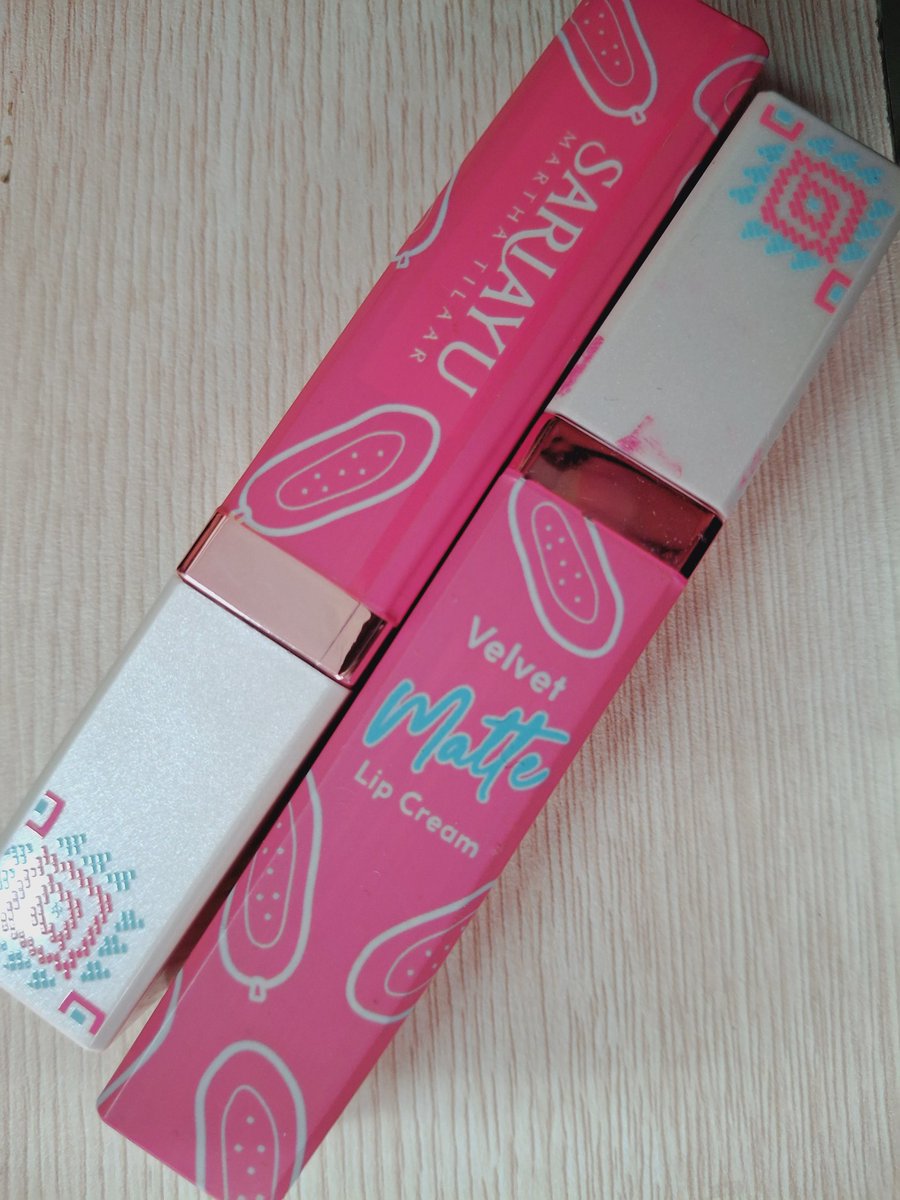 SARIAYU
MARTHA TILAAR
Velvet
Matte
Lip Cream